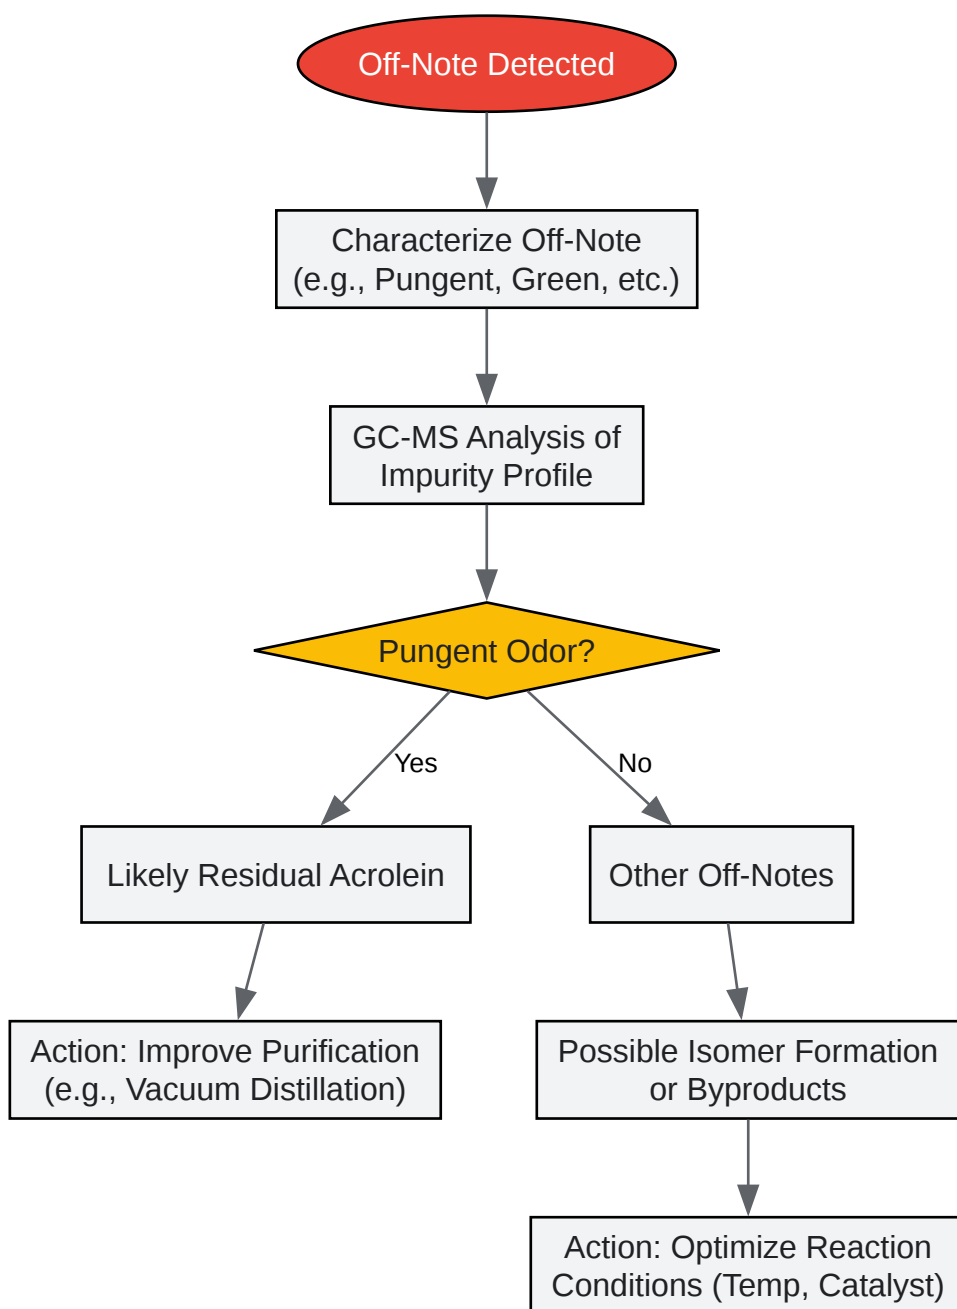 Off-Note Detected
Characterize Off-Note
(e.g., Pungent, Green, etc.)
GC-MS Analysis of
Impurity Profile
Pungent Odor?
Yes
No
Likely Residual Acrolein
Other Off-Notes
Action: Improve Purification
(e.g., Vacuum Distillation)
Possible Isomer Formation
or Byproducts
Action: Optimize Reaction
Conditions (Temp, Catalyst)